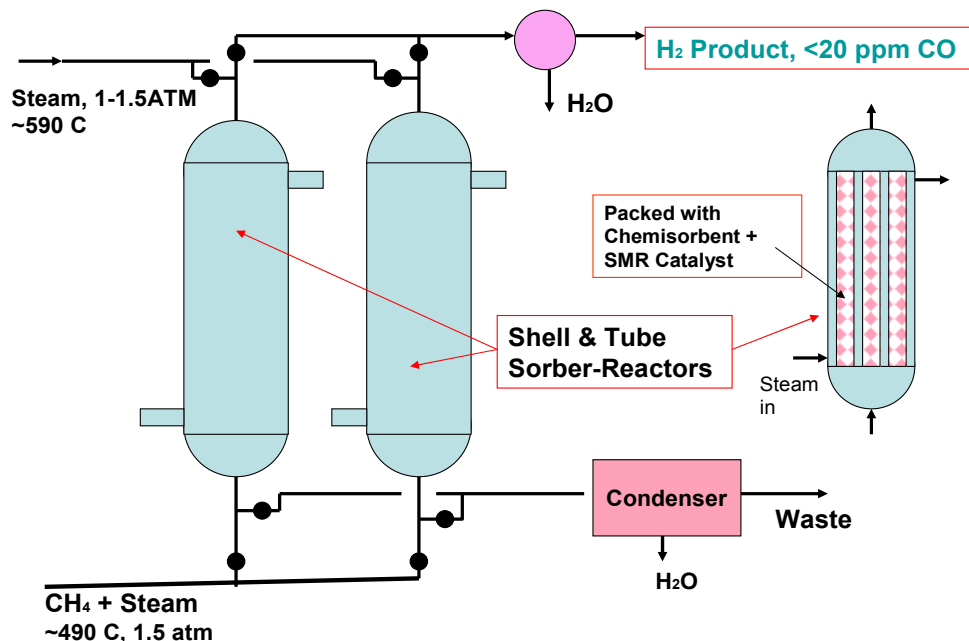 H₂ Product, <20 ppm CO
Steam, 1-1.5ATM
~590 C
H₂O
Packed with
Chemisorbent +
SMR Catalyst
Shell & Tube
Sorber-Reactors
Steam
in
Condenser
Waste
H₂O
CH₄ + Steam
~490 C, 1.5 atm